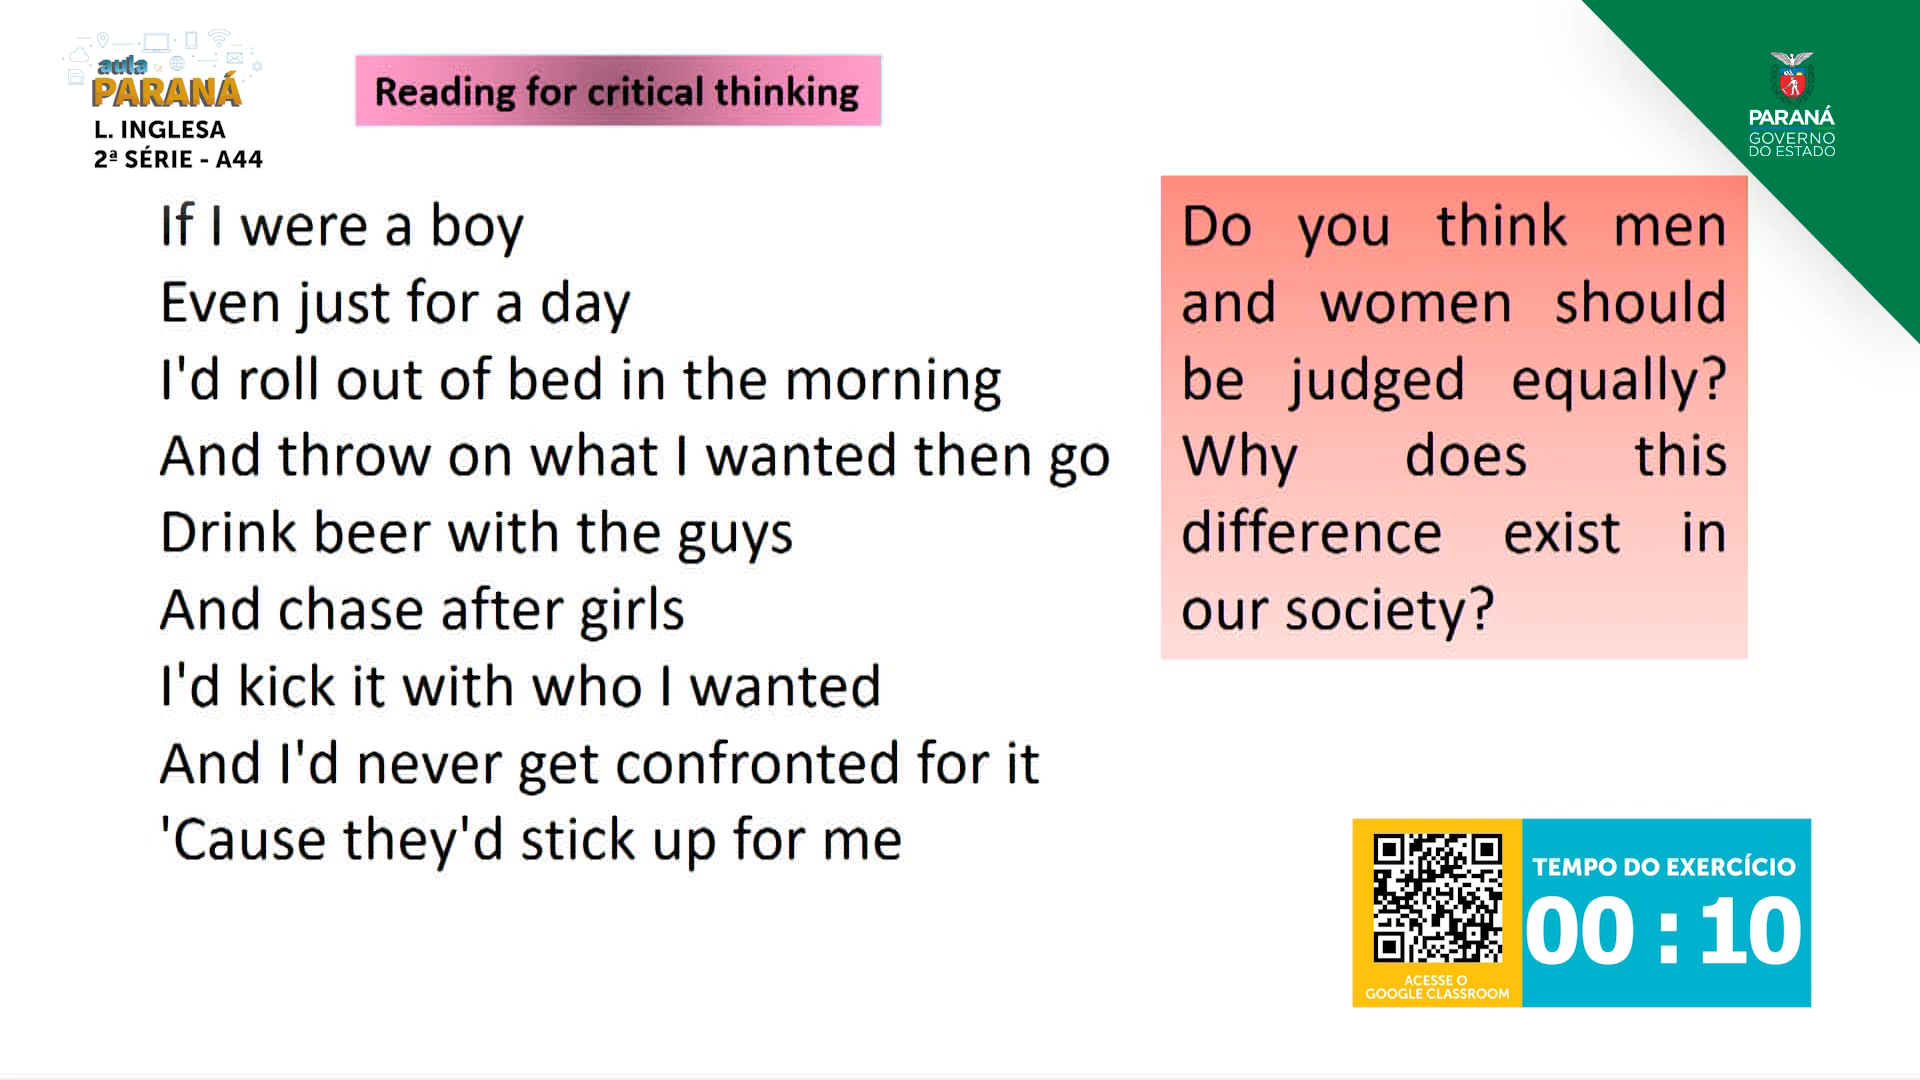 aula
PARANÁ
L. INGLESA
2ª SÉRIE - A44
Reading for critical thinking
PARANÁ
GOVERNO
DO ESTADO
If I were a boy
Even just for a day
I'd roll out of bed in the morning
And throw on what I wanted then go
Drink beer with the guys
And chase after girls
I'd kick it with who I wanted
And I'd never get confronted for it
'Cause they'd stick up for me
Do you think men
and women should
be judged equally?
Why does this
difference exist in
our society?
ACESSE O
GOOGLE CLASSROOM
TEMPO DO EXERCÍCIO
00 : 10